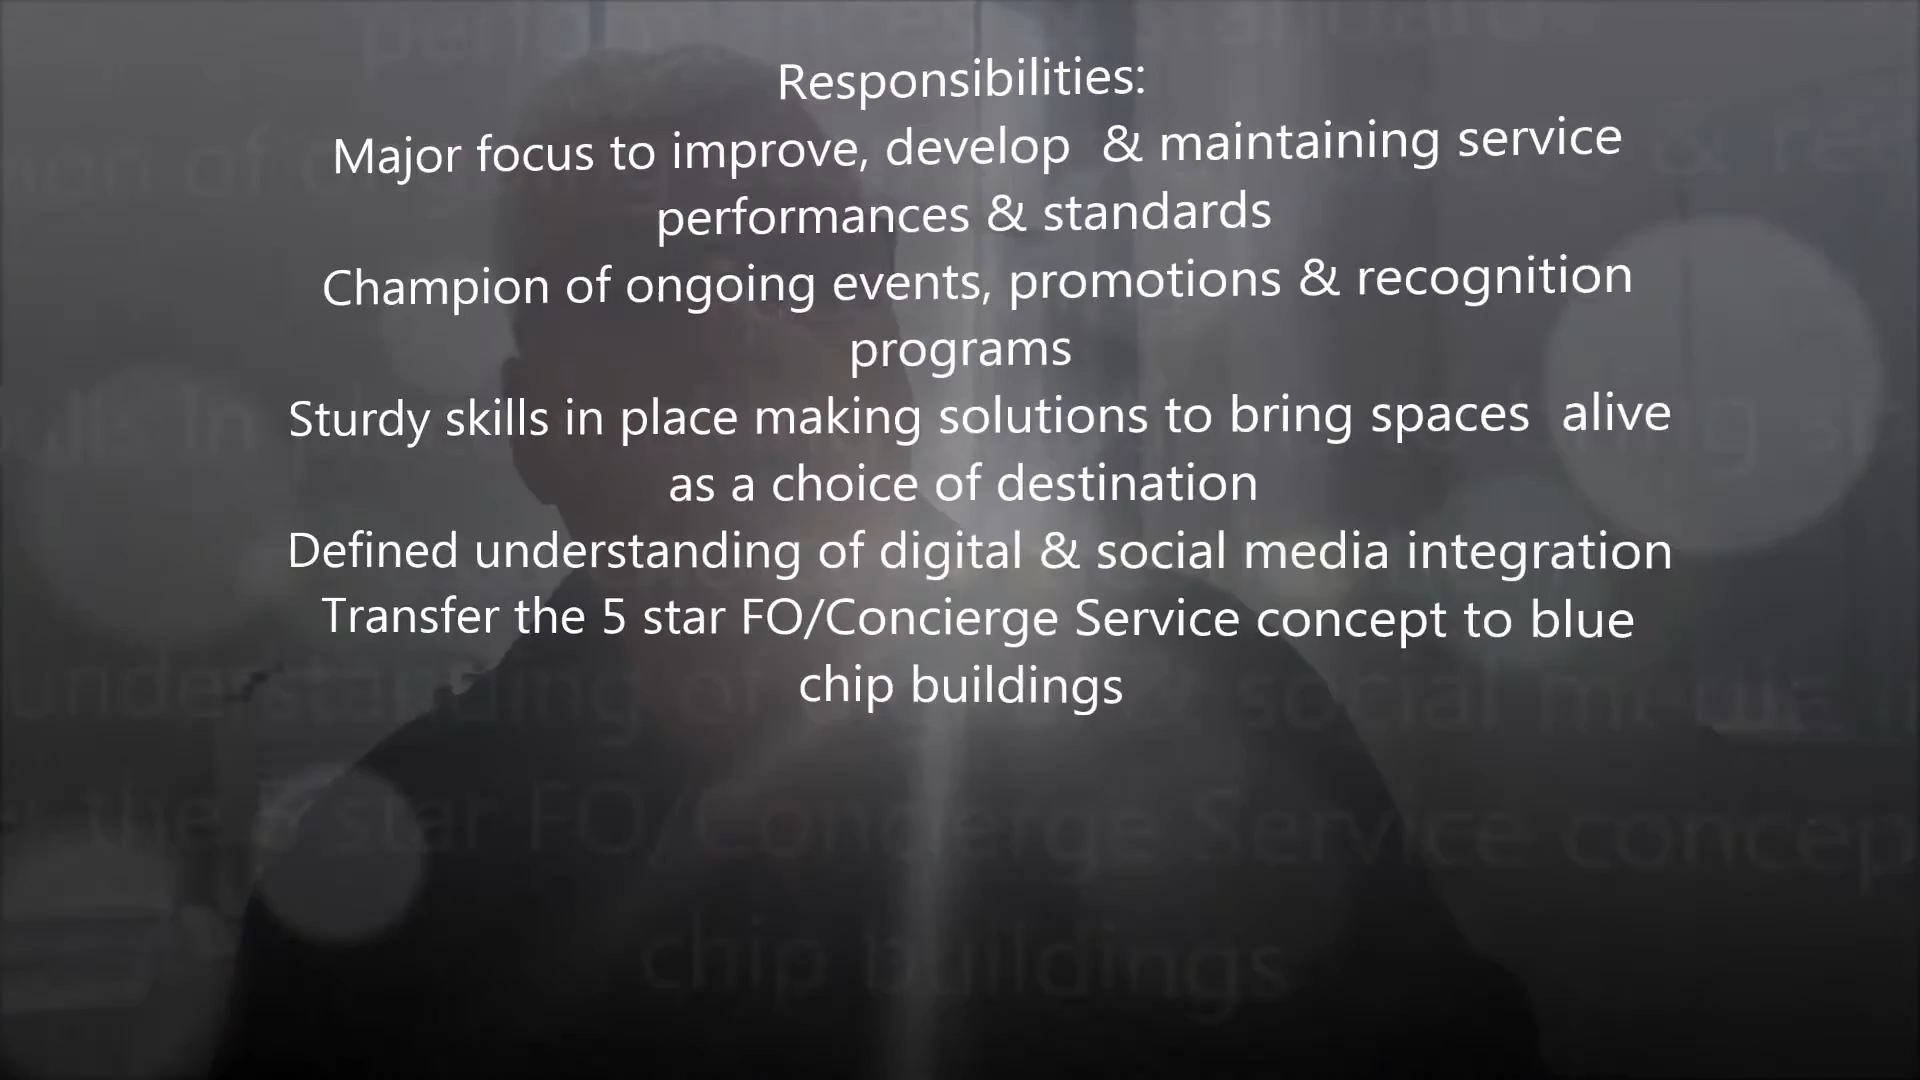 Responsibilities:
Major focus to improve, develop  & maintaining service
performances & standards
Champion of ongoing events, promotions & recognition
programs
Sturdy skills in place making solutions to bring spaces  alive
as a choice of destination
Defined understanding of digital & social media integration
Transfer the 5 star FO/Concierge Service concept to blue
chip buildings